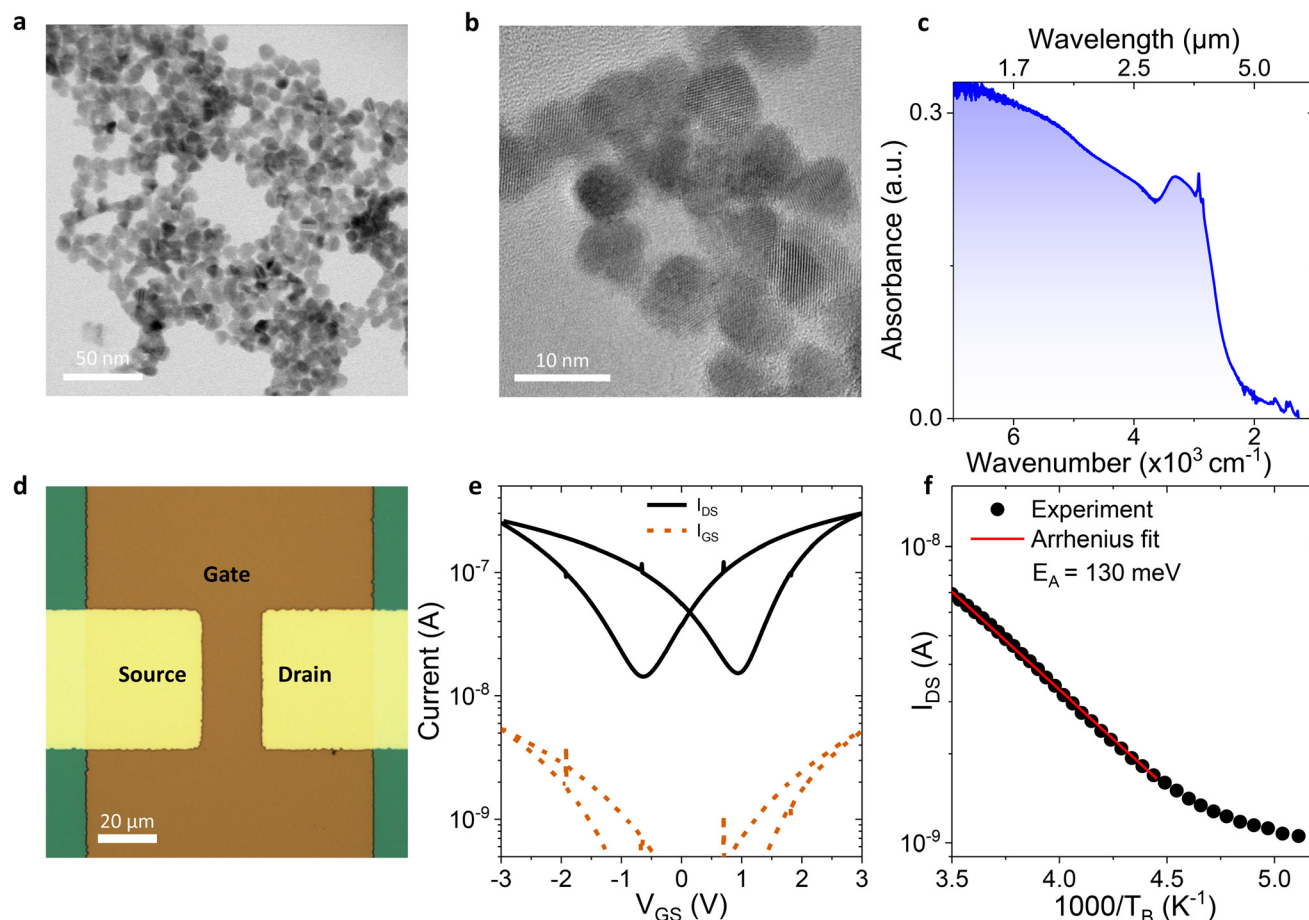 a
50 nm
b
10 nm
c
Wavelength (μm)
1.7 2.5 5.0
Absorbance (a.u.)
0.3
0.0
6 4 2
Wavenumber (x10³ cm⁻¹)
d
Gate
Source Drain
20 μm
e
Current (A)
10⁻⁷
10⁻⁸
10⁻⁹
I_DS
I_GS
-3 -2 -1 0 1 2 3
V_GS (V)
f
Experiment
Arrhenius fit
E_A = 130 meV
I_DS (A)
10⁻⁸
10⁻⁹
3.5 4.0 4.5 5.0
1000/T_B (K⁻¹)